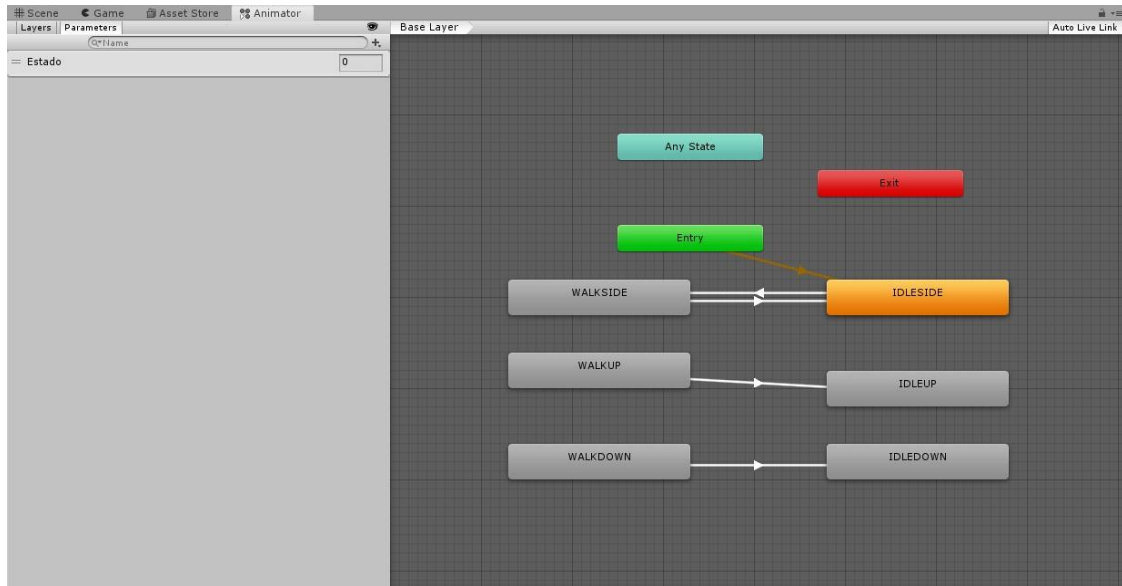 Scene Game Asset Store Animator
Layers Parameters Base Layer Auto Live Link
Name
Estado 0
Any State
Exit
Entry
WALKSIDE IDLESIDE
WALKUP
IDLEUP
WALKDOWN IDLEDOWN